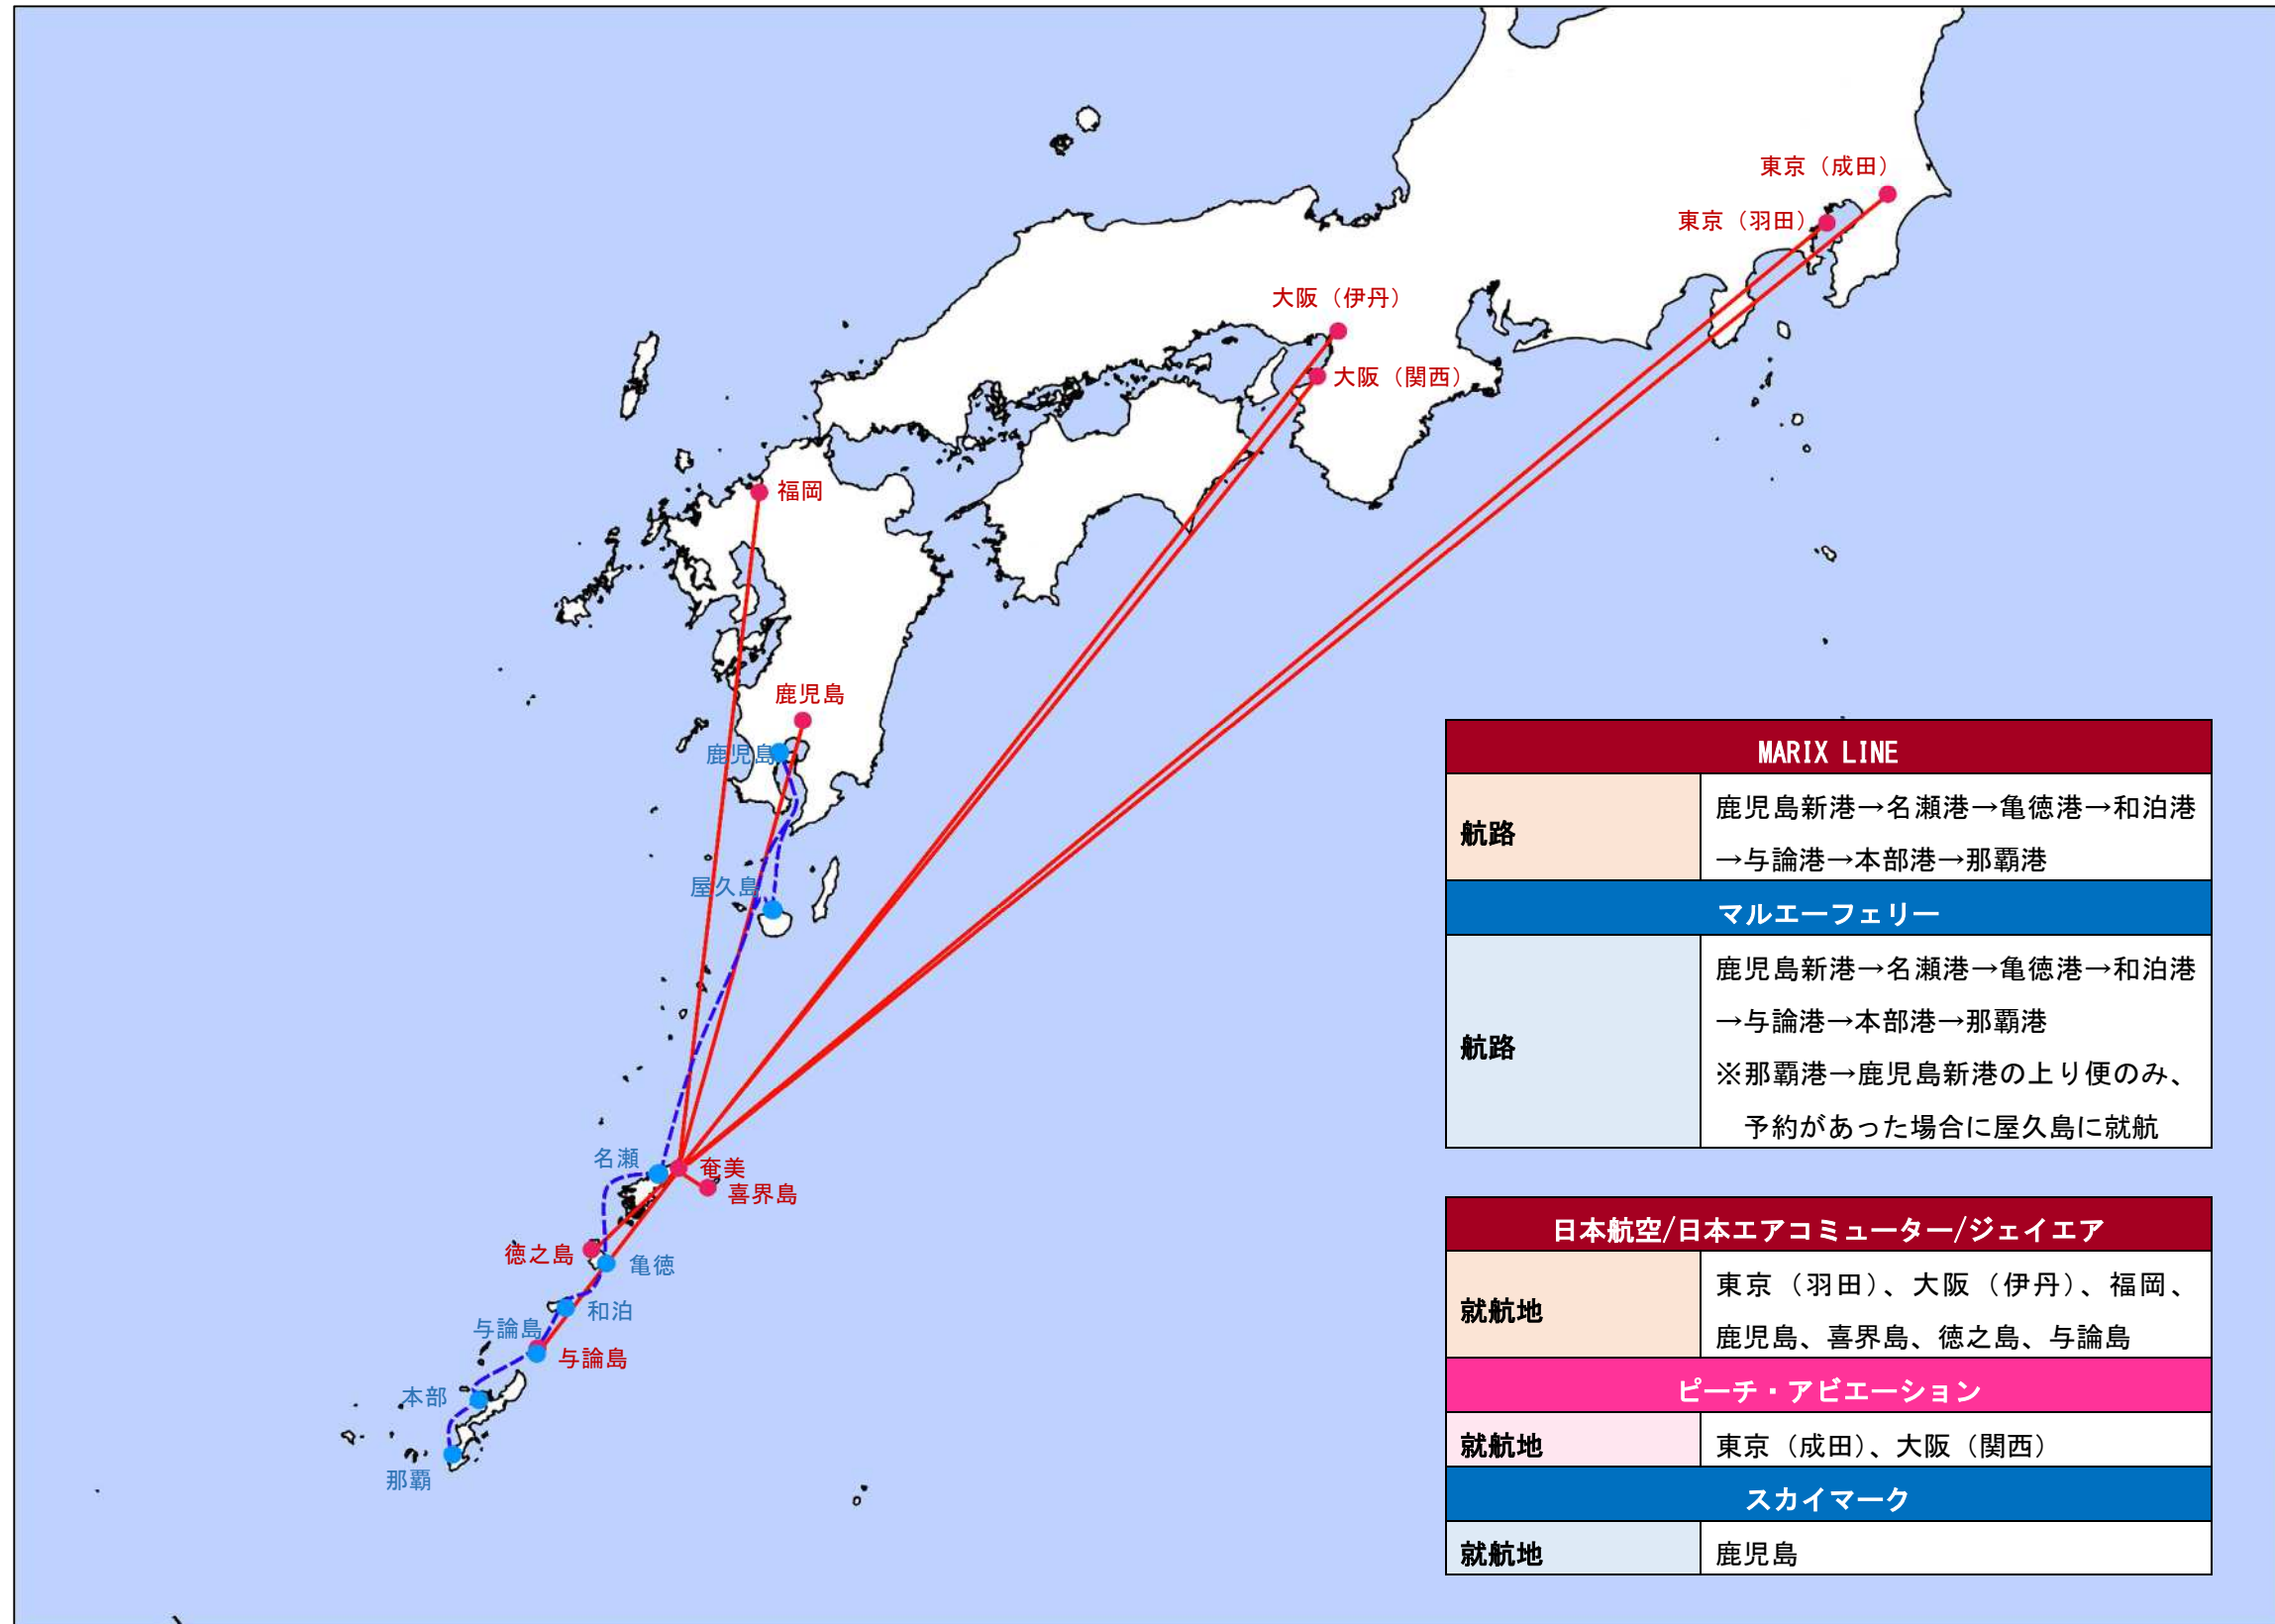 東京（成田）
東京（羽田）
大阪（伊丹）
大阪（関西）
福岡
鹿児島
鹿児島
屋久島
名瀬
奄美
喜界島
徳之島
亀徳
和泊
与論島
与論島
本部
那覇
MARIX LINE
航路
鹿児島新港→名瀬港→亀徳港→和泊港
→与論港→本部港→那覇港
マルエーフェリー
航路
鹿児島新港→名瀬港→亀徳港→和泊港
→与論港→本部港→那覇港
※那覇港→鹿児島新港の上り便のみ、
予約があった場合に屋久島に就航
日本航空/日本エアコミューター/ジェイエア
就航地
東京（羽田）、大阪（伊丹）、福岡、
鹿児島、喜界島、徳之島、与論島
ピーチ・アビエーション
就航地
東京（成田）、大阪（関西）
スカイマーク
就航地
鹿児島